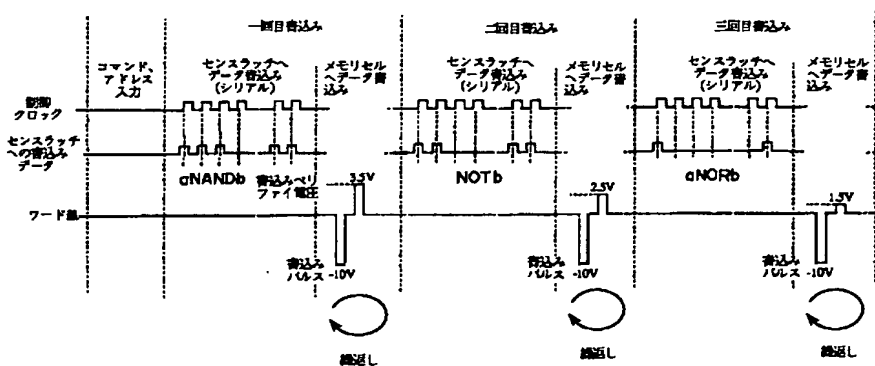 一回目書込み
二回目書込み
三回目書込み
コマンド、
アドレス
入力
センスラッチへ
データ書込み
(シリアル)
メモリセル
へデータ書
込み
センスラッチへ
データ書込み
(シリアル)
メモリセル
へデータ書
込み
センスラッチへ
データ書込み
(シリアル)
メモリセル
へデータ書
込み
制御
クロック
センスラッチ
への書込み
データ
aNANDb
NOTb
aNORb
書込みベリ
ファイ電圧
3.5V
2.5V
1.5V
ワード線
書込み
パルス
-10V
書込み
パルス
-10V
書込み
パルス
-10V
繰返し
繰返し
繰返し